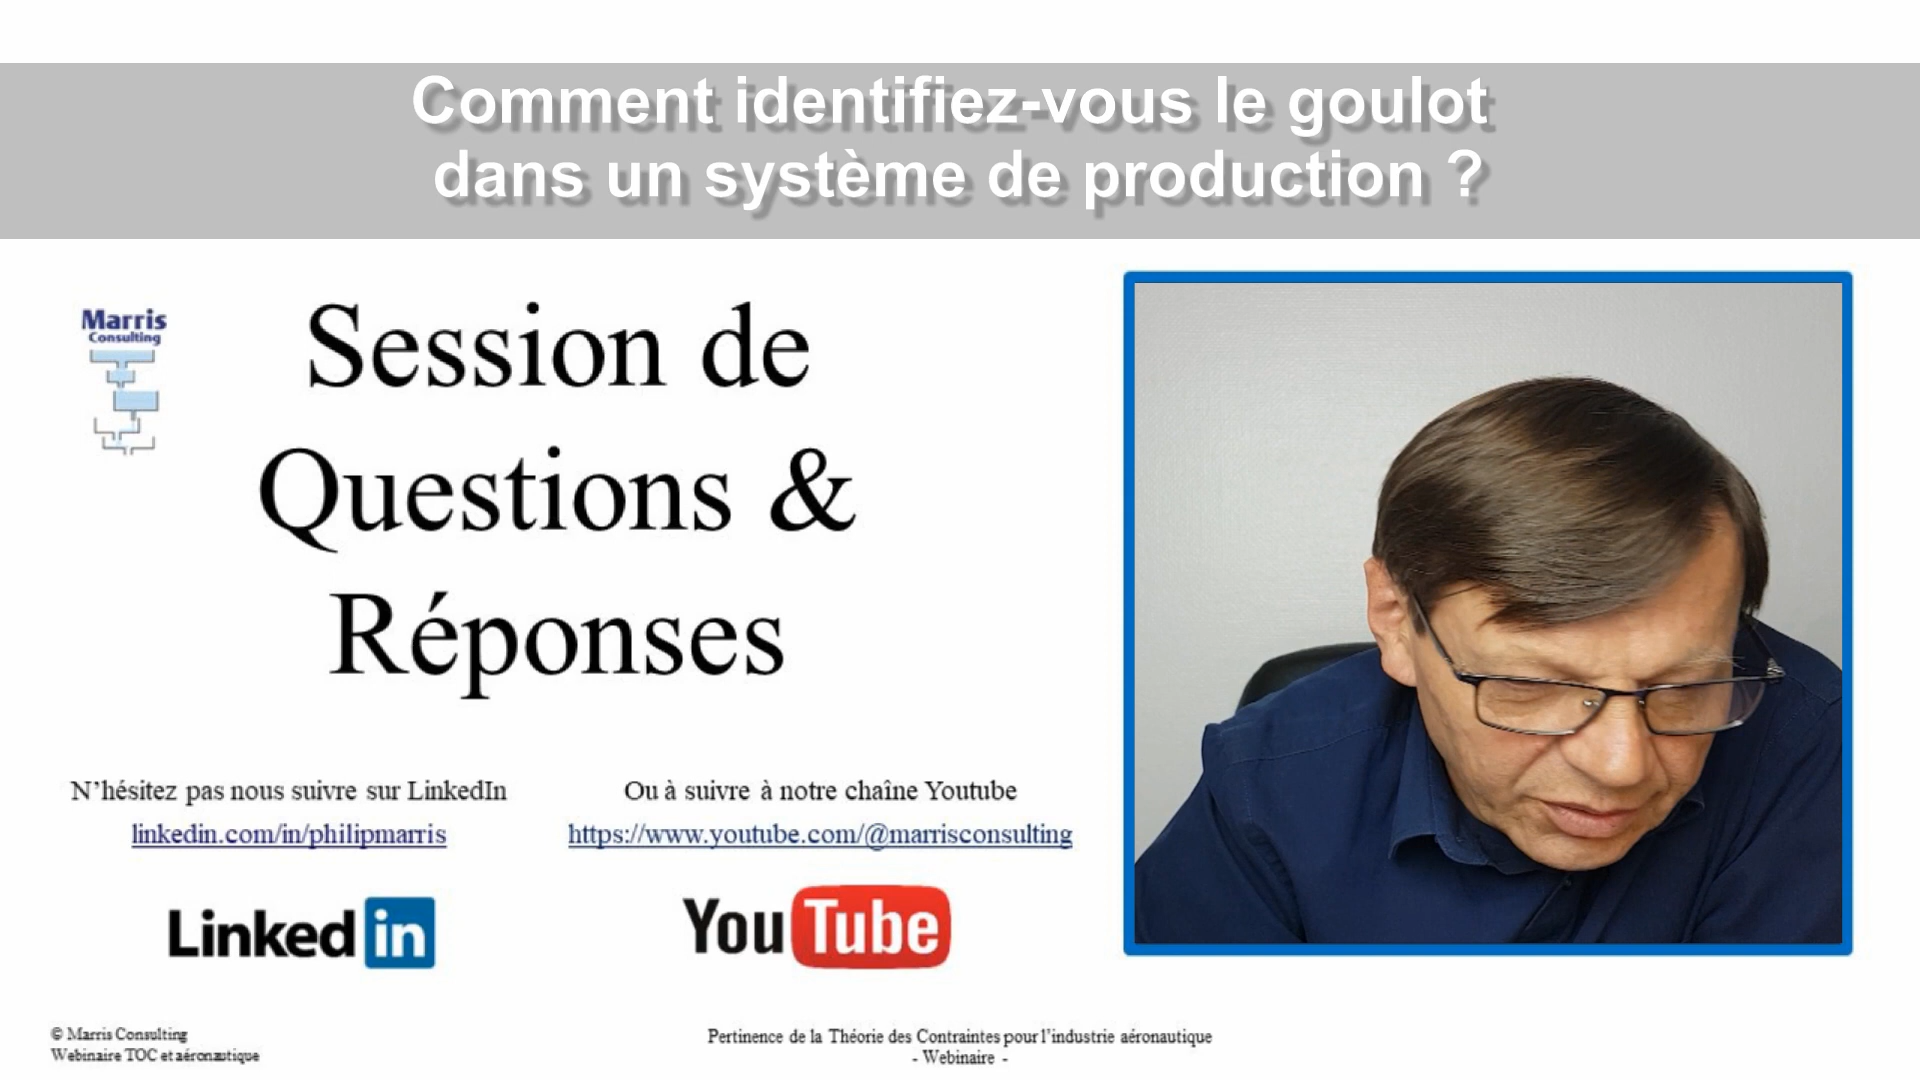 Comment identifiez-vous le goulot
dans un système de production ?
Marris
Consulting
Session de
Questions &
Réponses
N’hésitez pas nous suivre sur LinkedIn
linkedin.com/in/philipmarris
Ou à suivre à notre chaîne Youtube
https://www.youtube.com/@marrisconsulting
Linked in
YouTube
© Marris Consulting
Webinaire TOC et aéronautique
Pertinence de la Théorie des Contraintes pour l’industrie aéronautique
- Webinaire -